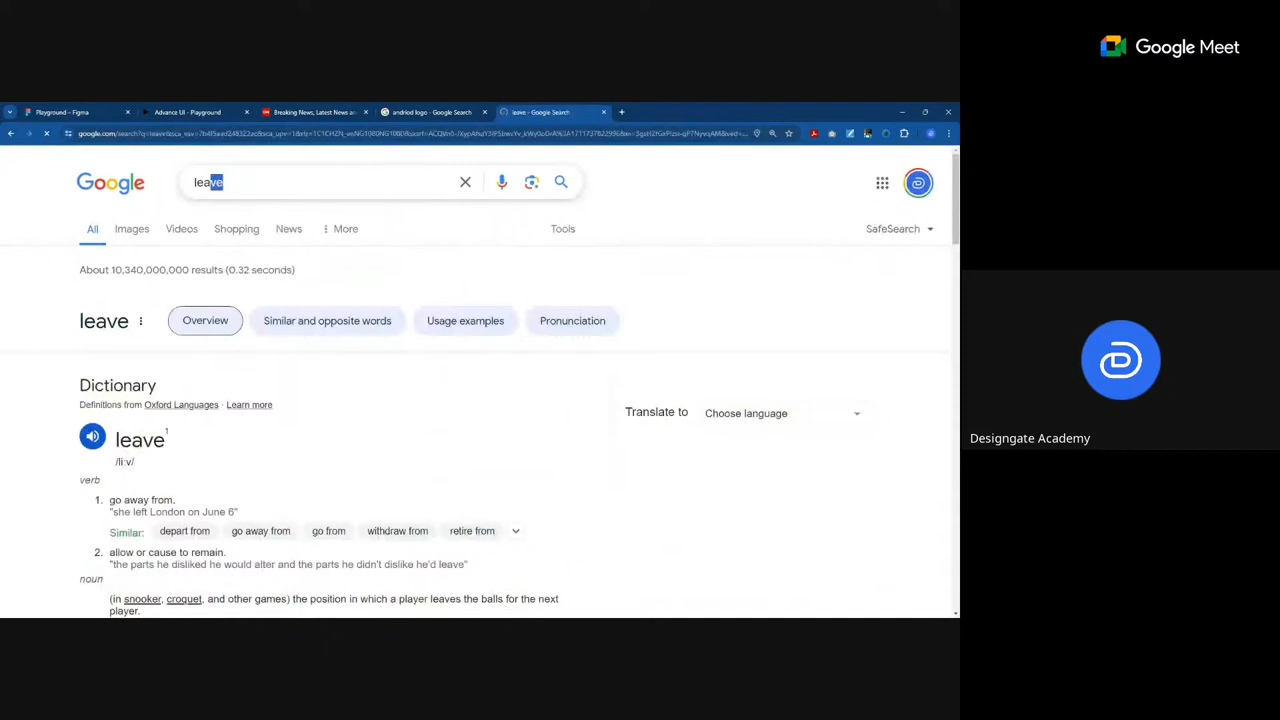 Google Meet
Playground – Figma
Advance UI - Playground
Breaking News, Latest News an
andriod logo - Google Search
leave - Google Search
Google
leave
All
Images
Videos
Shopping
News
More
Tools
SafeSearch
About 10,340,000,000 results (0.32 seconds)
leave
Overview
Similar and opposite words
Usage examples
Pronunciation
Dictionary
Definitions from Oxford Languages · Learn more
Translate to
Choose language
leave1
/liːv/
verb
1. go away from.
"she left London on June 6"
Similar:
depart from
go away from
go from
withdraw from
retire from
2. allow or cause to remain.
"the parts he disliked he would alter and the parts he didn't dislike he'd leave"
noun
(in snooker, croquet, and other games) the position in which a player leaves the balls for the next
player.
Designgate Academy